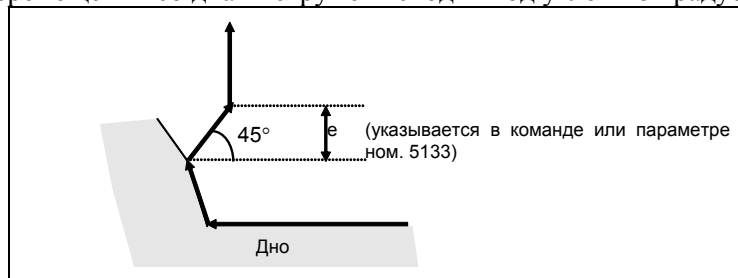 45°
е (указывается в команде или параметре
ном. 5133)
Дно